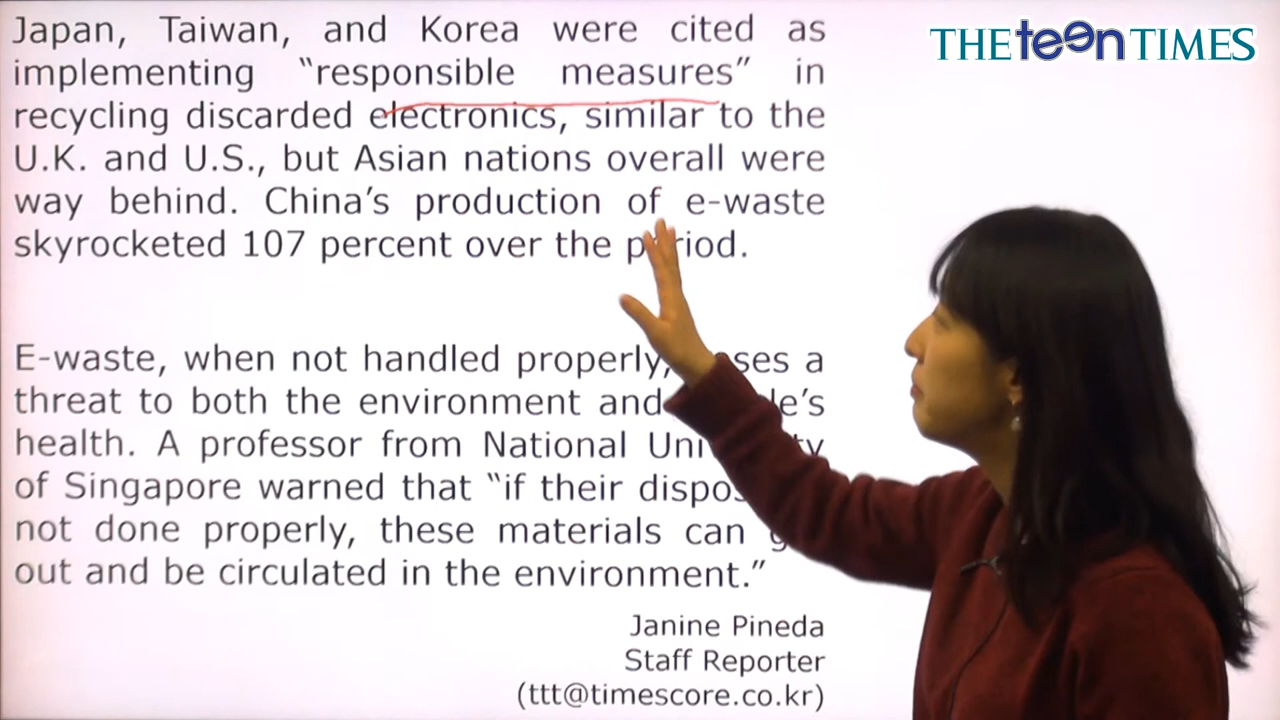 Japan, Taiwan, and Korea were cited as
implementing “responsible measures” in
recycling discarded electronics, similar to the
U.K. and U.S., but Asian nations overall were
way behind. China’s production of e-waste
skyrocketed 107 percent over the period.
E-waste, when not handled properly, a
threat to both the environment and
health. A professor from National
of Singapore warned that “if their
not done properly, these materials can
out and be circulated in the environment.”
Janine Pineda
Staff Reporter
(ttt@timescore.co.kr)
THE teen TIMES